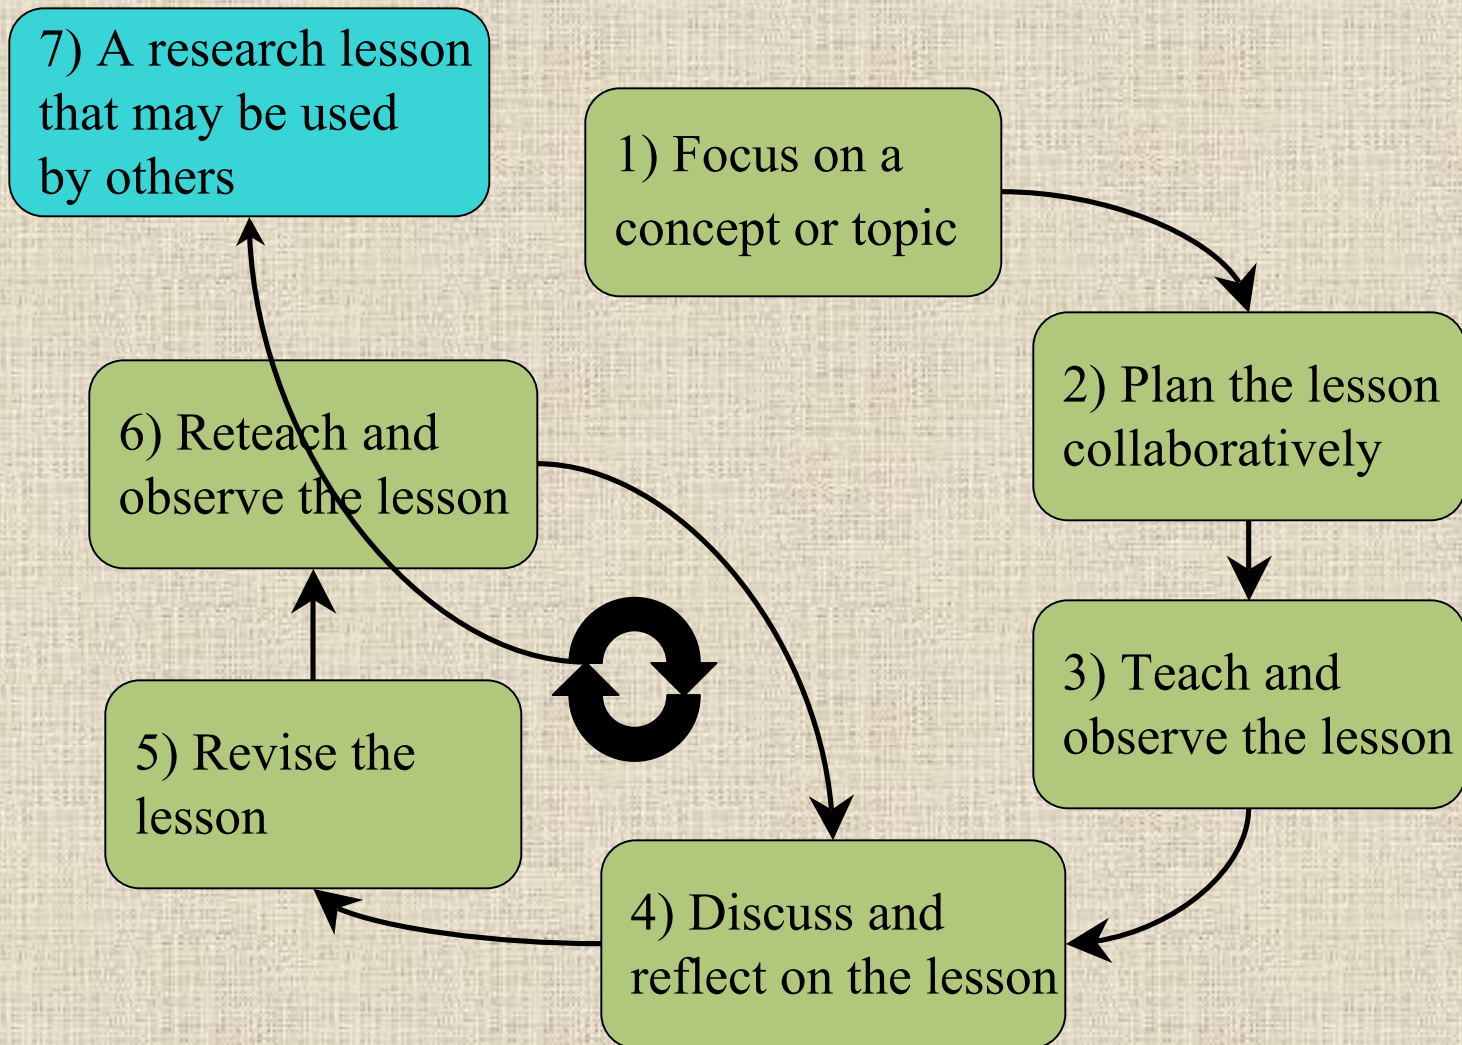 7) A research lesson
that may be used
by others
1) Focus on a
concept or topic
2) Plan the lesson
collaboratively
3) Teach and
observe the lesson
4) Discuss and
reflect on the lesson
5) Revise the
lesson
6) Reteach and
observe the lesson